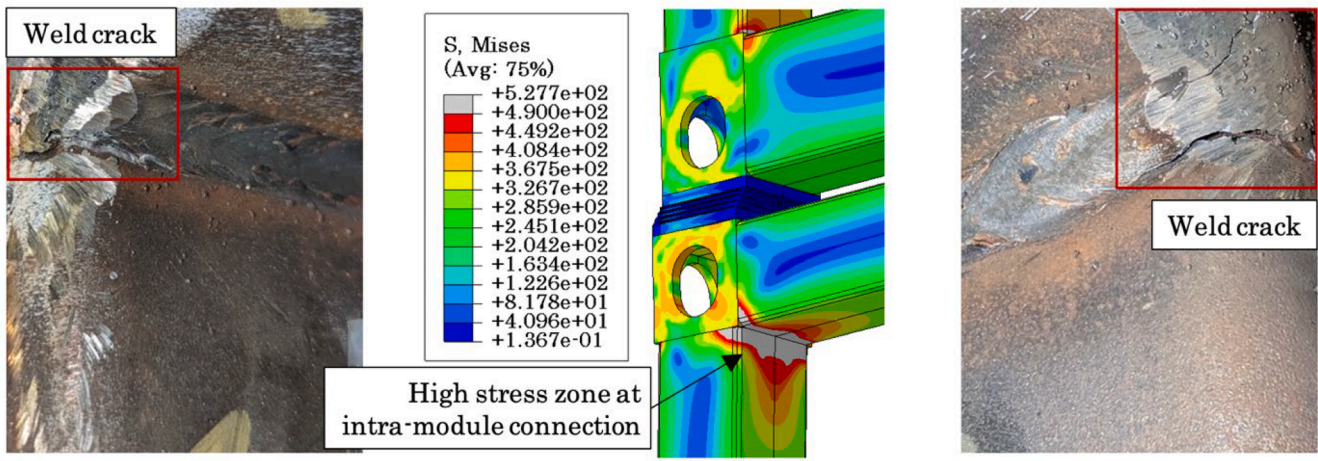 Weld crack
S, Mises
(Avg: 75%)
+5.277e+02
+4.900e+02
+4.492e+02
+4.084e+02
+3.675e+02
+3.267e+02
+2.859e+02
+2.451e+02
+2.042e+02
+1.634e+02
+1.226e+02
+8.178e+01
+4.096e+01
+1.367e-01
High stress zone at
intra-module connection
Weld crack